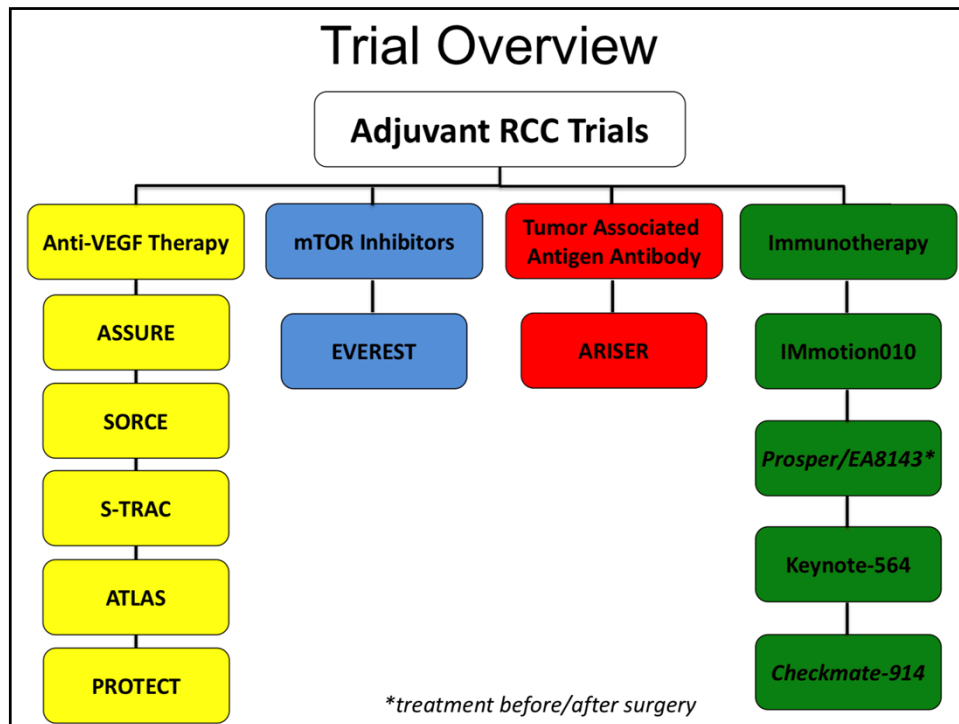 Trial Overview
Adjuvant RCC Trials
Anti-VEGF Therapy
ASSURE
SORCE
S-TRAC
ATLAS
PROTECT
mTOR Inhibitors
EVEREST
Tumor Associated
Antigen Antibody
ARISER
Immunotherapy
IMmotion010
Prosper/EA8143*
Keynote-564
Checkmate-914
*treatment before/after surgery